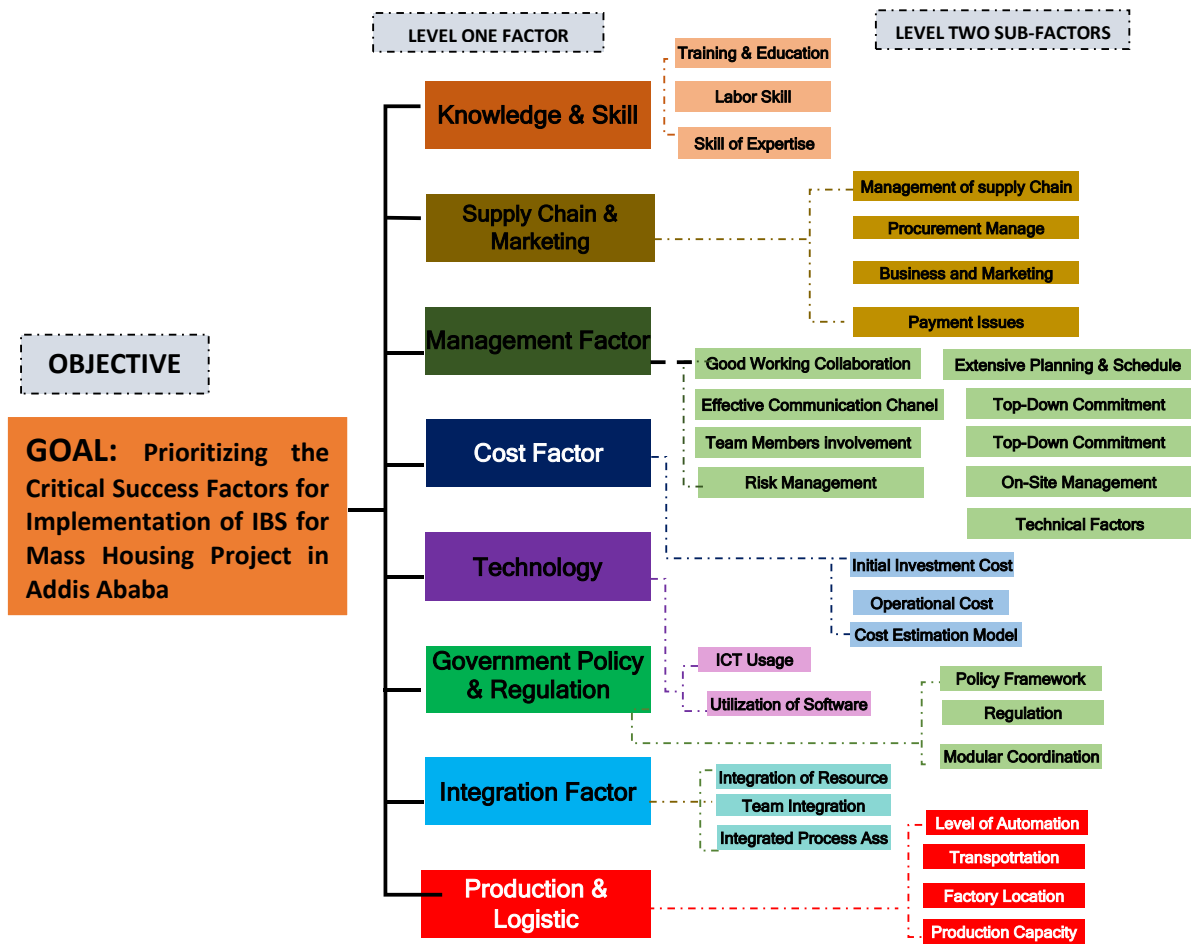 LEVEL ONE FACTOR
LEVEL TWO SUB-FACTORS
OBJECTIVE
GOAL: Prioritizing the
Critical Success Factors for
Implementation of IBS for
Mass Housing Project in
Addis Ababa
Knowledge & Skill
Training & Education
Labor Skill
Skill of Expertise
Supply Chain &
Marketing
Management of supply Chain
Procurement Manage
Business and Marketing
Payment Issues
Management Factor
Good Working Collaboration
Effective Communication Chanel
Team Members Involvement
Risk Management
Extensive Planning & Schedule
Top-Down Commitment
Top-Down Commitment
On-Site Management
Technical Factors
Cost Factor
Initial Investment Cost
Operational Cost
Cost Estimation Model
Technology
ICT Usage
Utilization of Software
Government Policy
& Regulation
Policy Framework
Regulation
Modular Coordination
Integration Factor
Integration of Resource
Team Integration
Integrated Process Ass
Production &
Logistic
Level of Automation
Transpotrtation
Factory Location
Production Capacity